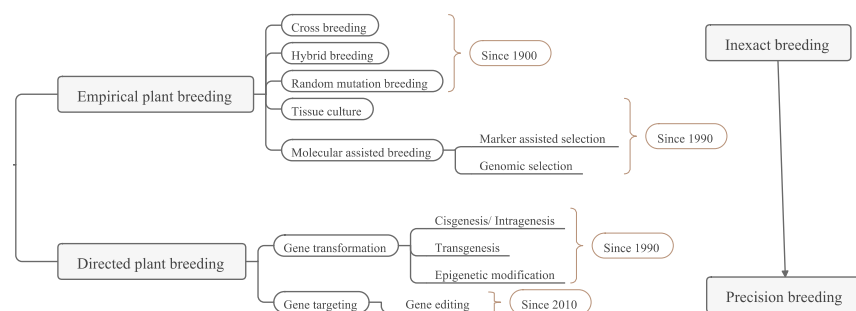 Cross breeding
Hybrid breeding
Since 1900
Inexact breeding
Random mutation breeding
Empirical plant breeding
Tissue culture
Molecular assisted breeding
Marker assisted selection
Genomic selection
Since 1990
Directed plant breeding
Gene transformation
Cisgenesis/ Intragenesis
Transgenesis
Epigenetic modification
Since 1990
Gene targeting
Gene editing
Since 2010
Precision breeding